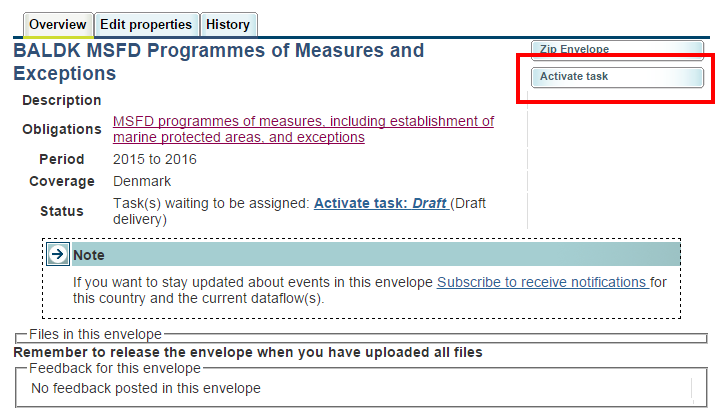 Overview Edit properties History
BALDK MSFD Programmes of Measures and
Exceptions
Zip Envelope
Activate task
Description
Obligations MSFD programmes of measures, including establishment of
marine protected areas, and exceptions
Period 2015 to 2016
Coverage Denmark
Status Task(s) waiting to be assigned: Activate task: Draft (Draft
delivery)
Note
If you want to stay updated about events in this envelope Subscribe to receive notifications for
this country and the current dataflow(s).
Files in this envelope
Remember to release the envelope when you have uploaded all files
Feedback for this envelope
No feedback posted in this envelope